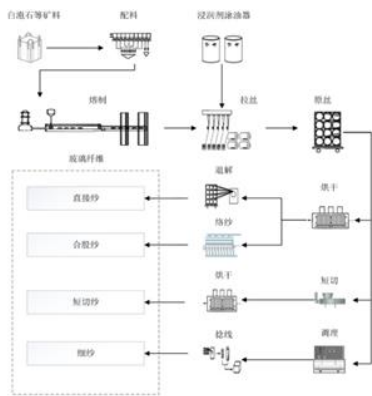 白泡石等矿料
配料
浸润剂滤油器
熔制
拉丝
原丝
玻璃纤维
退解
烘干
直接纱
络纱
合股纱
烘干
短切
短切纱
捻线
调理
细纱